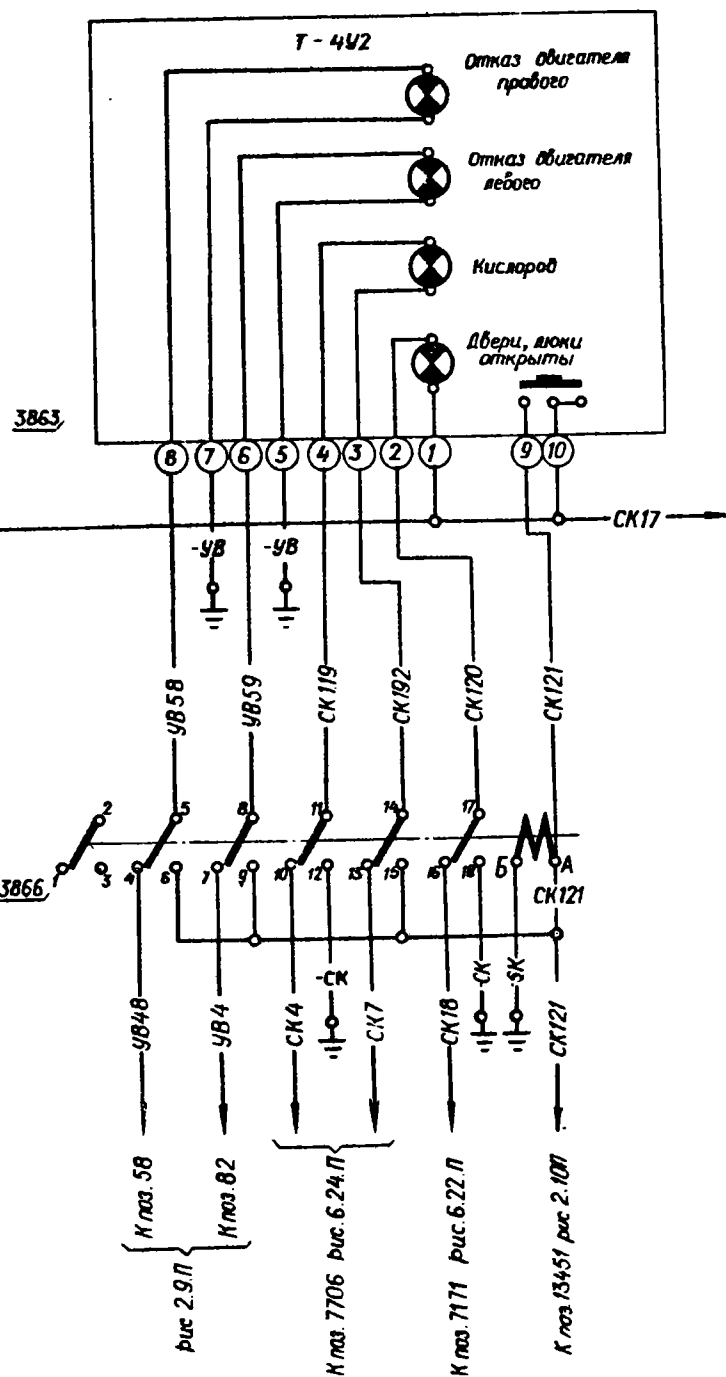 Т - 4У2
Отказ двигателя
правого
Отказ двигателя
левого
Кислород
Двери, люки
открыты
3863
8 7 6 5 4 3 2 1 9 10
СК17
-УВ -УВ
УВ58 УВ59 СК119 СК192 СК120 СК121
2 5 8 11 14 17
3866
1 3 4 6 7 9 10 12 13 15 16 18 Б А
СК121
УВ48 УВ4 СК4 -СК СК7 СК18 -СК -БК СК121
К поз. 58
К поз. 82
рис 2.9.П
К поз. 7706 рис. 6.24.П
К поз. 7171 рис. 6.22.П
К поз. 13451 рис 2.10П